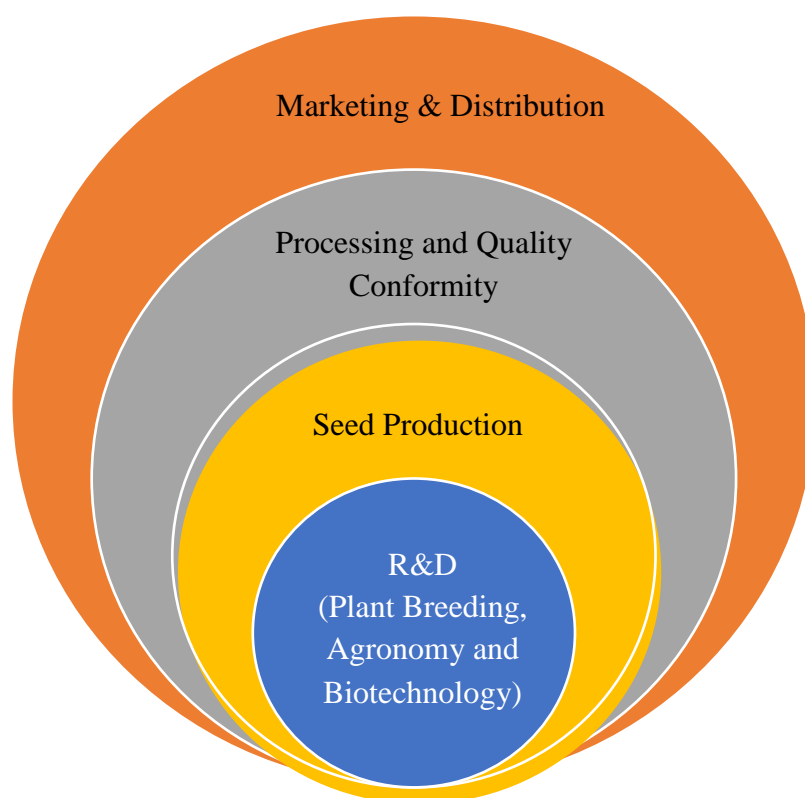 Marketing & Distribution
Processing and Quality
Conformity
Seed Production
R&D
(Plant Breeding,
Agronomy and
Biotechnology)